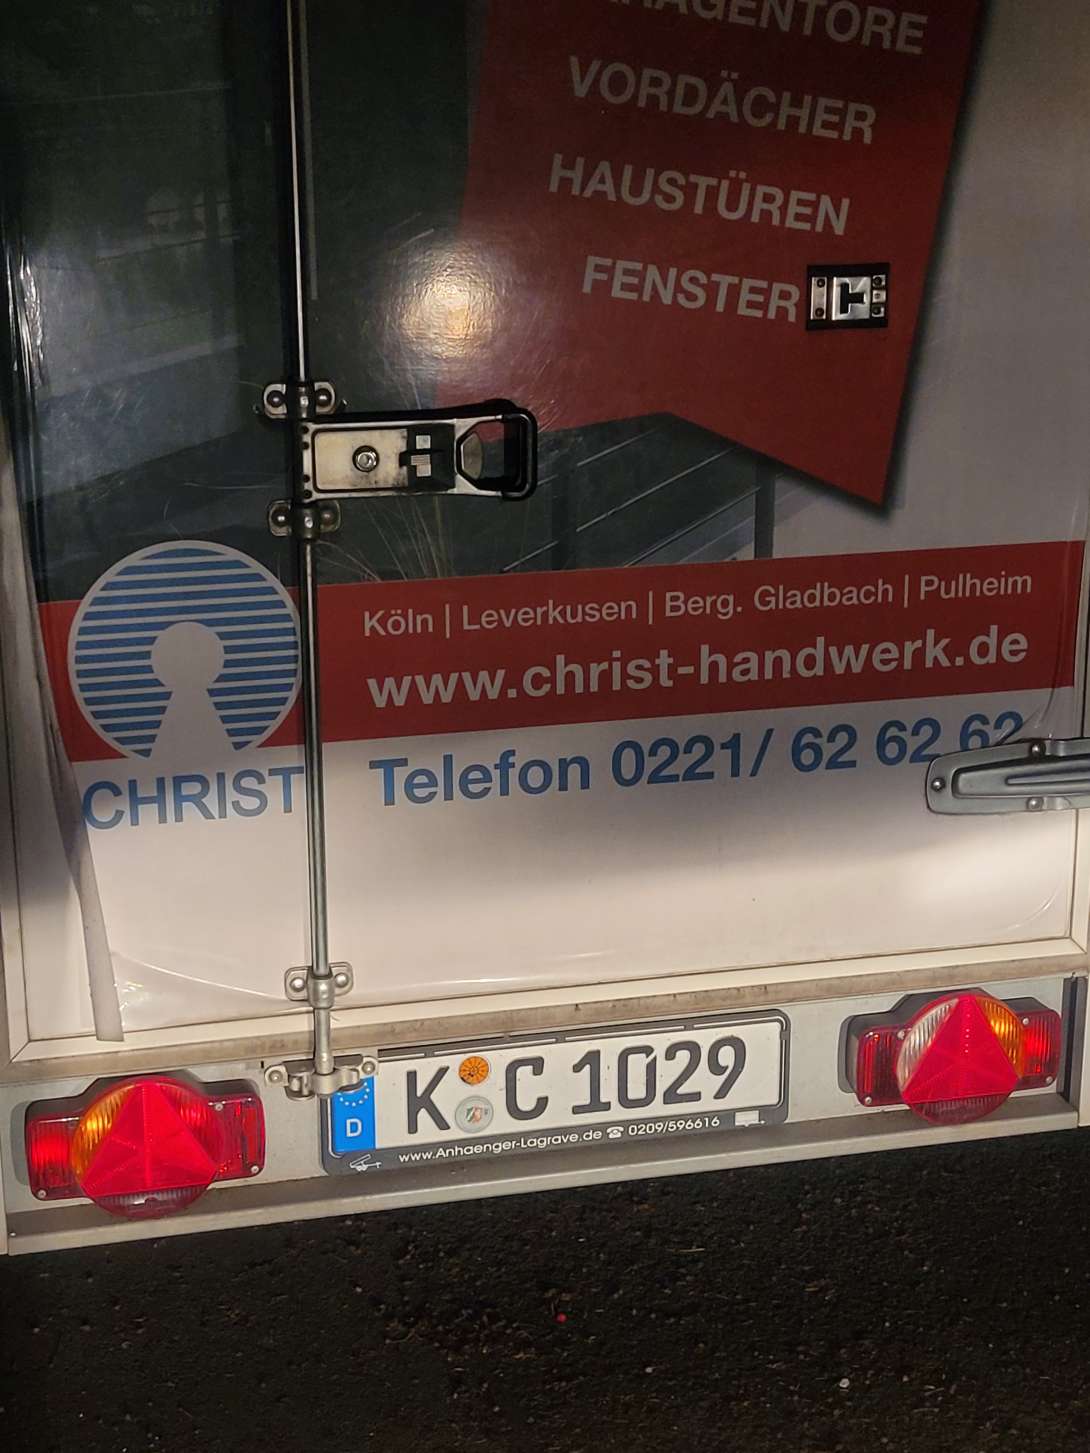 VORDÄCHER
HAUSTÜREN
FENSTER
Köln | Leverkusen | Berg. Gladbach | Pulheim
www.christ-handwerk.de
CHRIST
Telefon 0221/ 62 62 62
K C 1029
D
www.Anhaenger-Lagrave.de ☎ 0209/596616